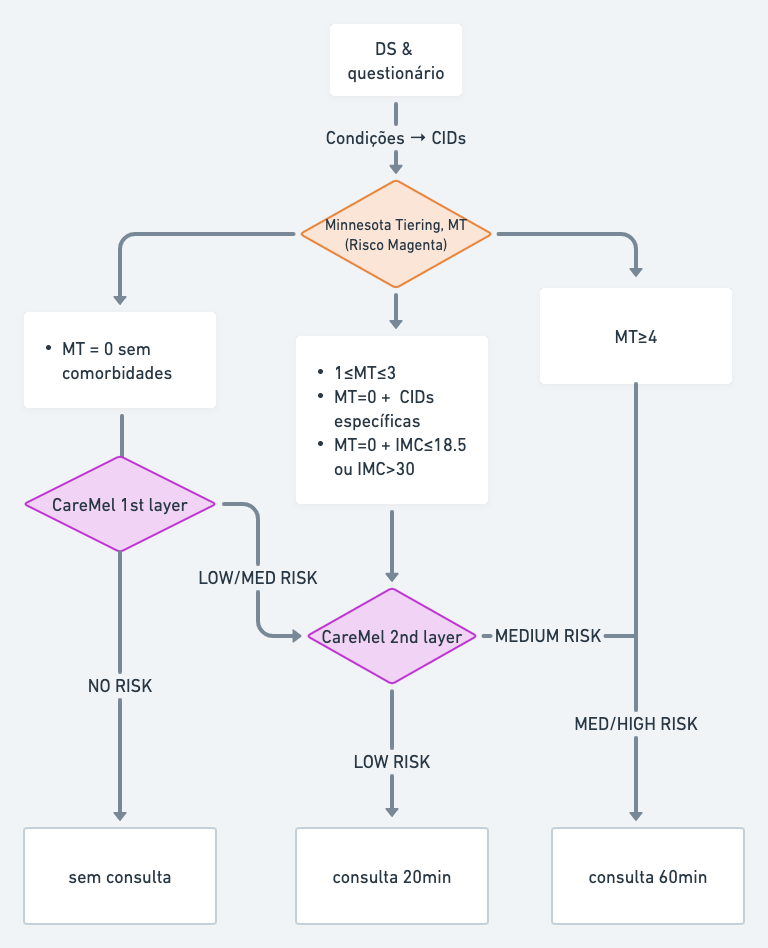 DS &
questionário
Condições → CIDs
Minnesota Tiering, MT
(Risco Magenta)
• MT = 0 sem
comorbidades
• 1≤MT≤3
• MT=0 + CIDs
específicas
• MT=0 + IMC≤18.5
ou IMC>30
MT≥4
CareMel 1st layer
LOW/MED RISK
CareMel 2nd layer
MEDIUM RISK
NO RISK
LOW RISK
MED/HIGH RISK
sem consulta
consulta 20min
consulta 60min